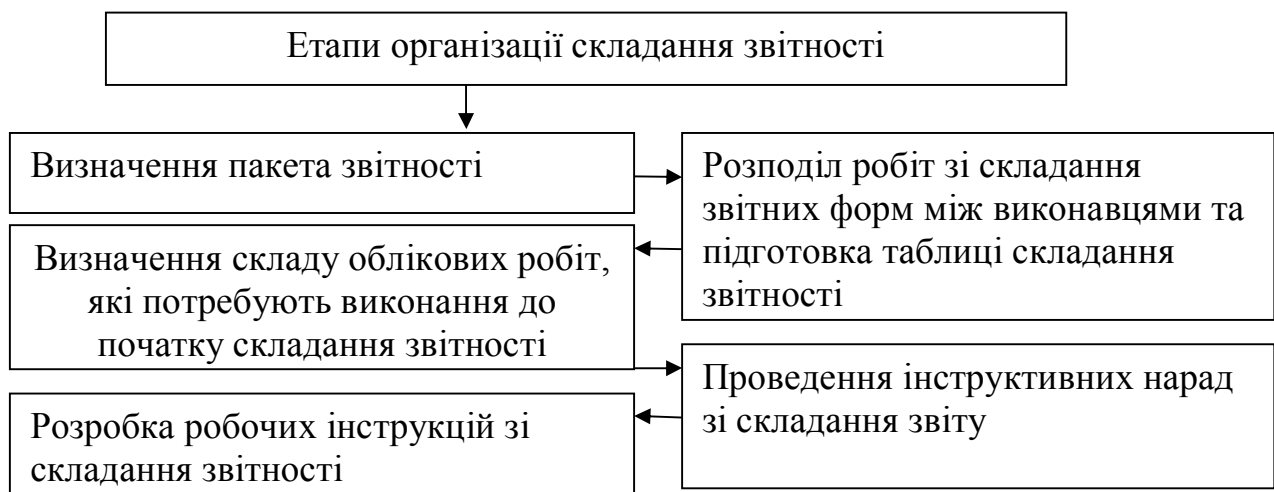 Етапи організації складання звітності
Визначення пакета звітності
Розподіл робіт зі складання
звітних форм між виконавцями та
підготовка таблиці складання
звітності
Визначення складу облікових робіт,
які потребують виконання до
початку складання звітності
Проведення інструктивних нарад
зі складання звіту
Розробка робочих інструкцій зі
складання звітності